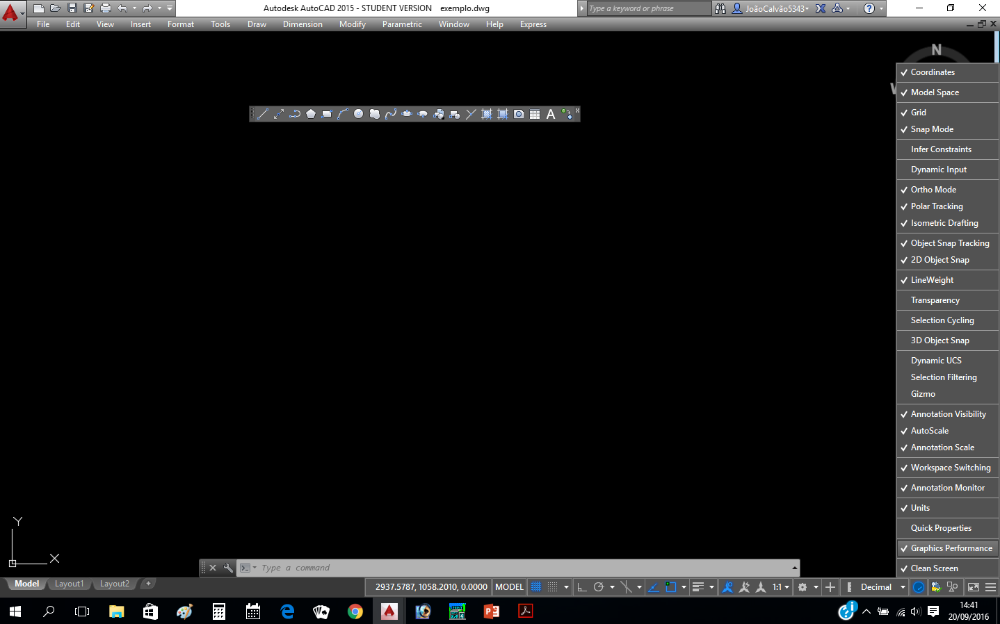 Autodesk AutoCAD 2015 - STUDENT VERSION exemplo.dwg
Type a keyword or phrase
JoãoCalvão5343
File Edit View Insert Format Tools Draw Dimension Modify Parametric Window Help Express
N
W
Coordinates
Model Space
Grid
Snap Mode
Infer Constraints
Dynamic Input
Ortho Mode
Polar Tracking
Isometric Drafting
Object Snap Tracking
2D Object Snap
LineWeight
Transparency
Selection Cycling
3D Object Snap
Dynamic UCS
Selection Filtering
Gizmo
Annotation Visibility
AutoScale
Annotation Scale
Workspace Switching
Annotation Monitor
Units
Quick Properties
Graphics Performance
Clean Screen
Y
X
Type a command
Model Layout1 Layout2 +
2937.5787, 1058.2010, 0.0000 MODEL 1:1 Decimal
14:41
20/09/2016